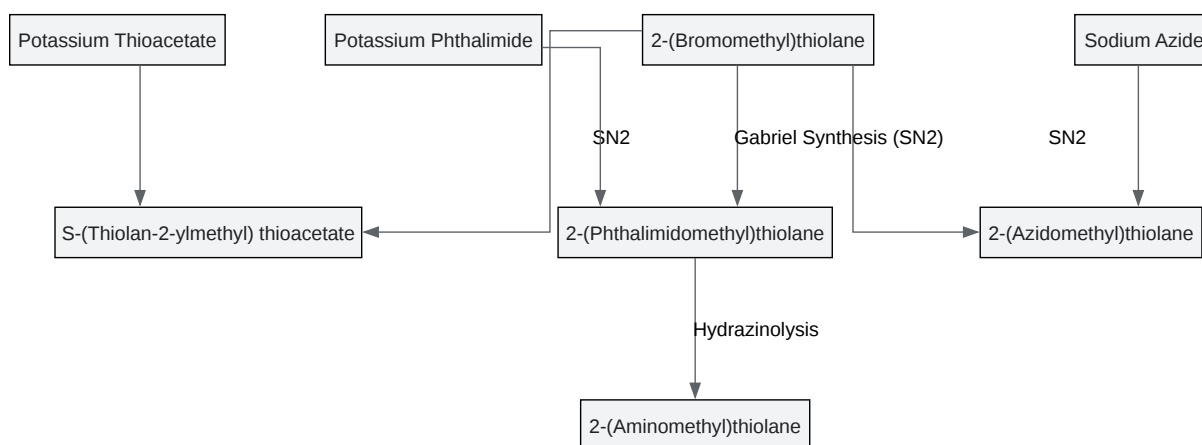 Potassium Thioacetate
Potassium Phthalimide
2-(Bromomethyl)thiolane
Sodium Azide
SN2
Gabriel Synthesis (SN2)
SN2
S-(Thiolan-2-ylmethyl) thioacetate
2-(Phthalimidomethyl)thiolane
2-(Azidomethyl)thiolane
Hydrazinolysis
2-(Aminomethyl)thiolane